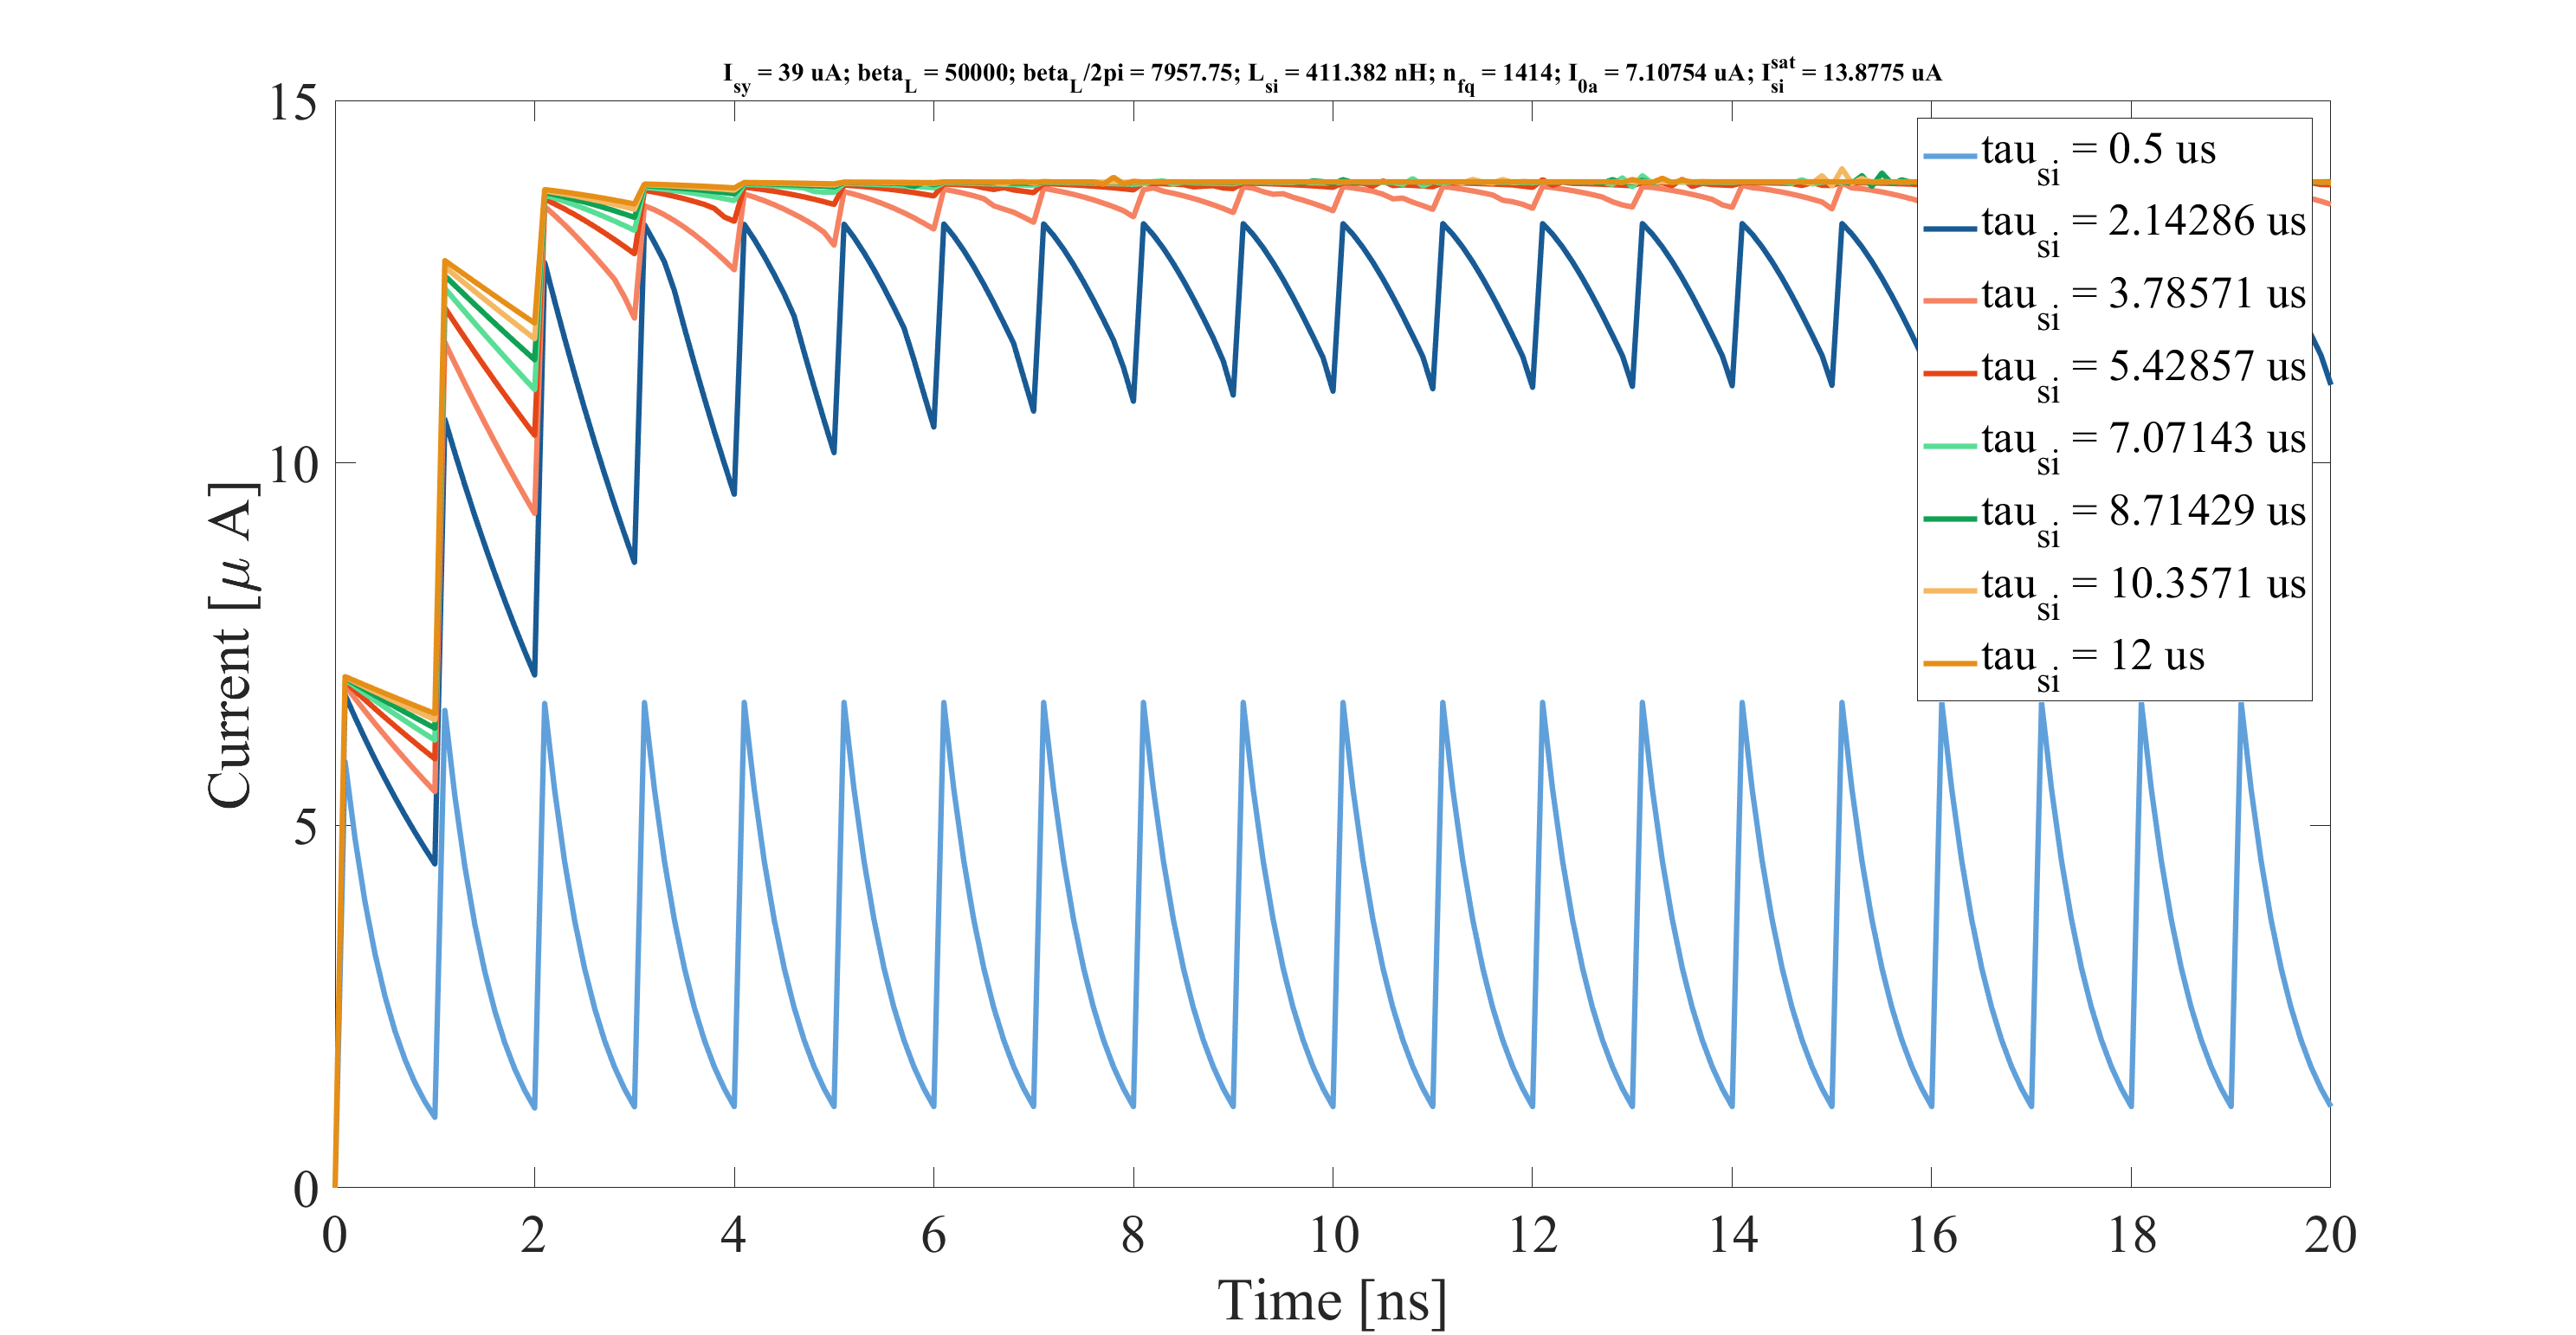 I_sy = 39 uA; beta_L = 50000; beta_L/2pi = 7957.75; L_si = 411.382 nH; n_fq = 1414; I_0a = 7.10754 uA; I_si^sat = 13.8775 uA
15
10
5
0
Current [μ A]
0 2 4 6 8 10 12 14 16 18 20
Time [ns]
tau_si = 0.5 us
tau_si = 2.14286 us
tau_si = 3.78571 us
tau_si = 5.42857 us
tau_si = 7.07143 us
tau_si = 8.71429 us
tau_si = 10.3571 us
tau_si = 12 us